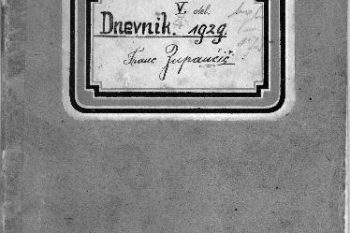 V. del.
Dnevnik. 1929.
Franc Zupančič